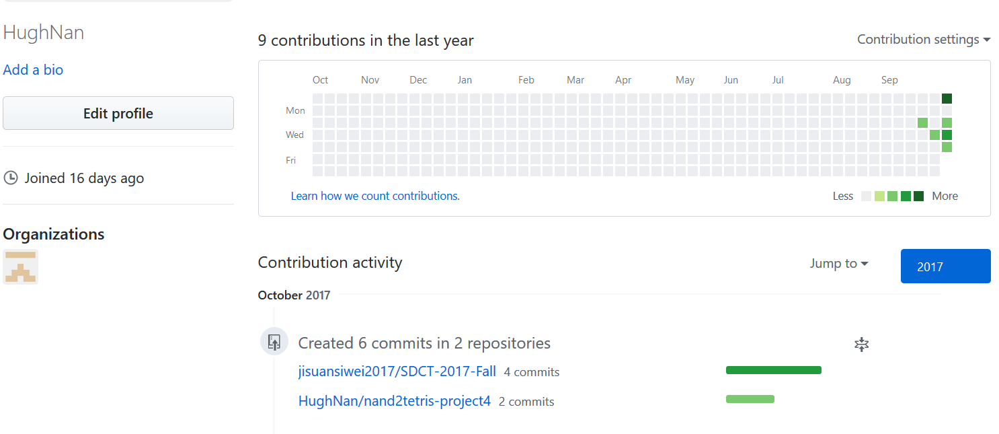 HughNan
Add a bio
Edit profile
Joined 16 days ago
Organizations
9 contributions in the last year
Contribution settings
Oct Nov Dec Jan Feb Mar Apr May Jun Jul Aug Sep
Mon
Wed
Fri
Learn how we count contributions.
Less More
Contribution activity
Jump to
2017
October 2017
Created 6 commits in 2 repositories
jisuansiwei2017/SDCT-2017-Fall 4 commits
HughNan/nand2tetris-project4 2 commits